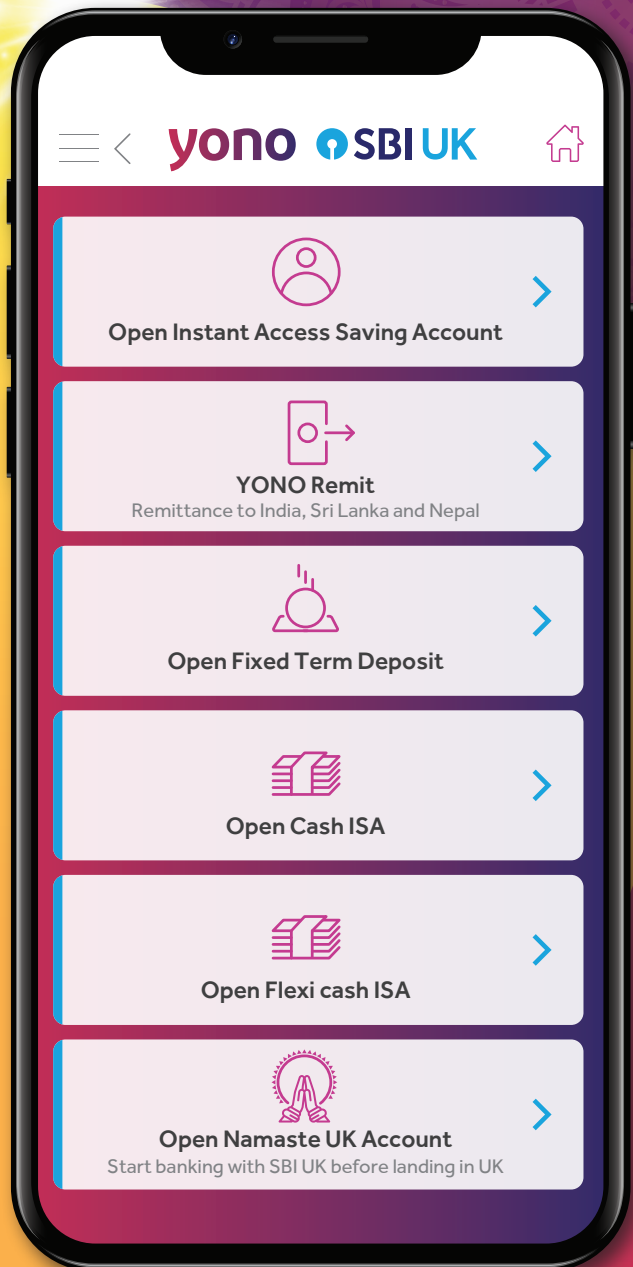 yono SBI UK
Open Instant Access Saving Account
YONO Remit
Remittance to India, Sri Lanka and Nepal
Open Fixed Term Deposit
Open Cash ISA
Open Flexi cash ISA
Open Namaste UK Account
Start banking with SBI UK before landing in UK